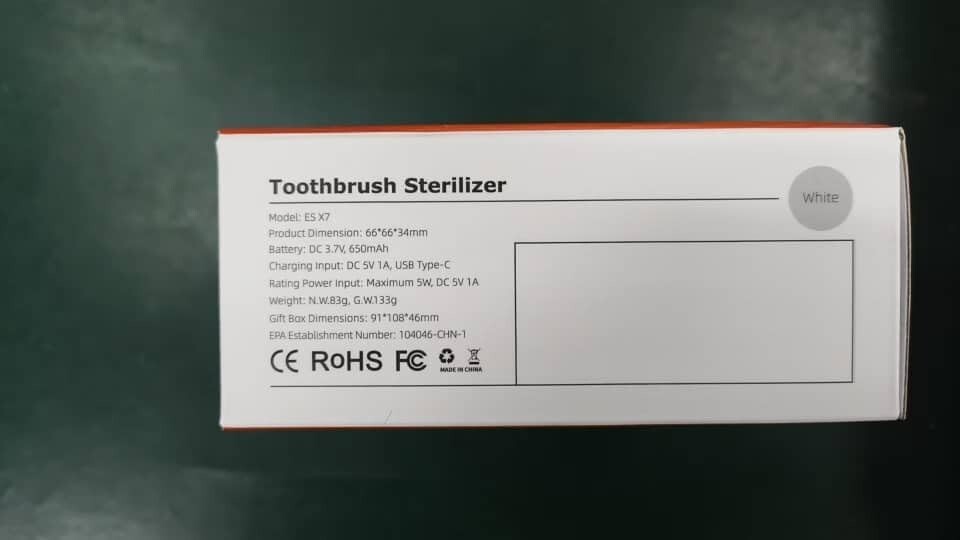 Toothbrush Sterilizer
White
Model: ES X7
Product Dimension: 66*66*34mm
Battery: DC 3.7V, 650mAh
Charging Input: DC 5V 1A, USB Type-C
Rating Power Input: Maximum 5W, DC 5V 1A
Weight: N.W.83g, G.W.133g
Gift Box Dimensions: 91*108*46mm
EPA Establishment Number: 104046-CHN-1
CE RoHS FC
MADE IN CHINA